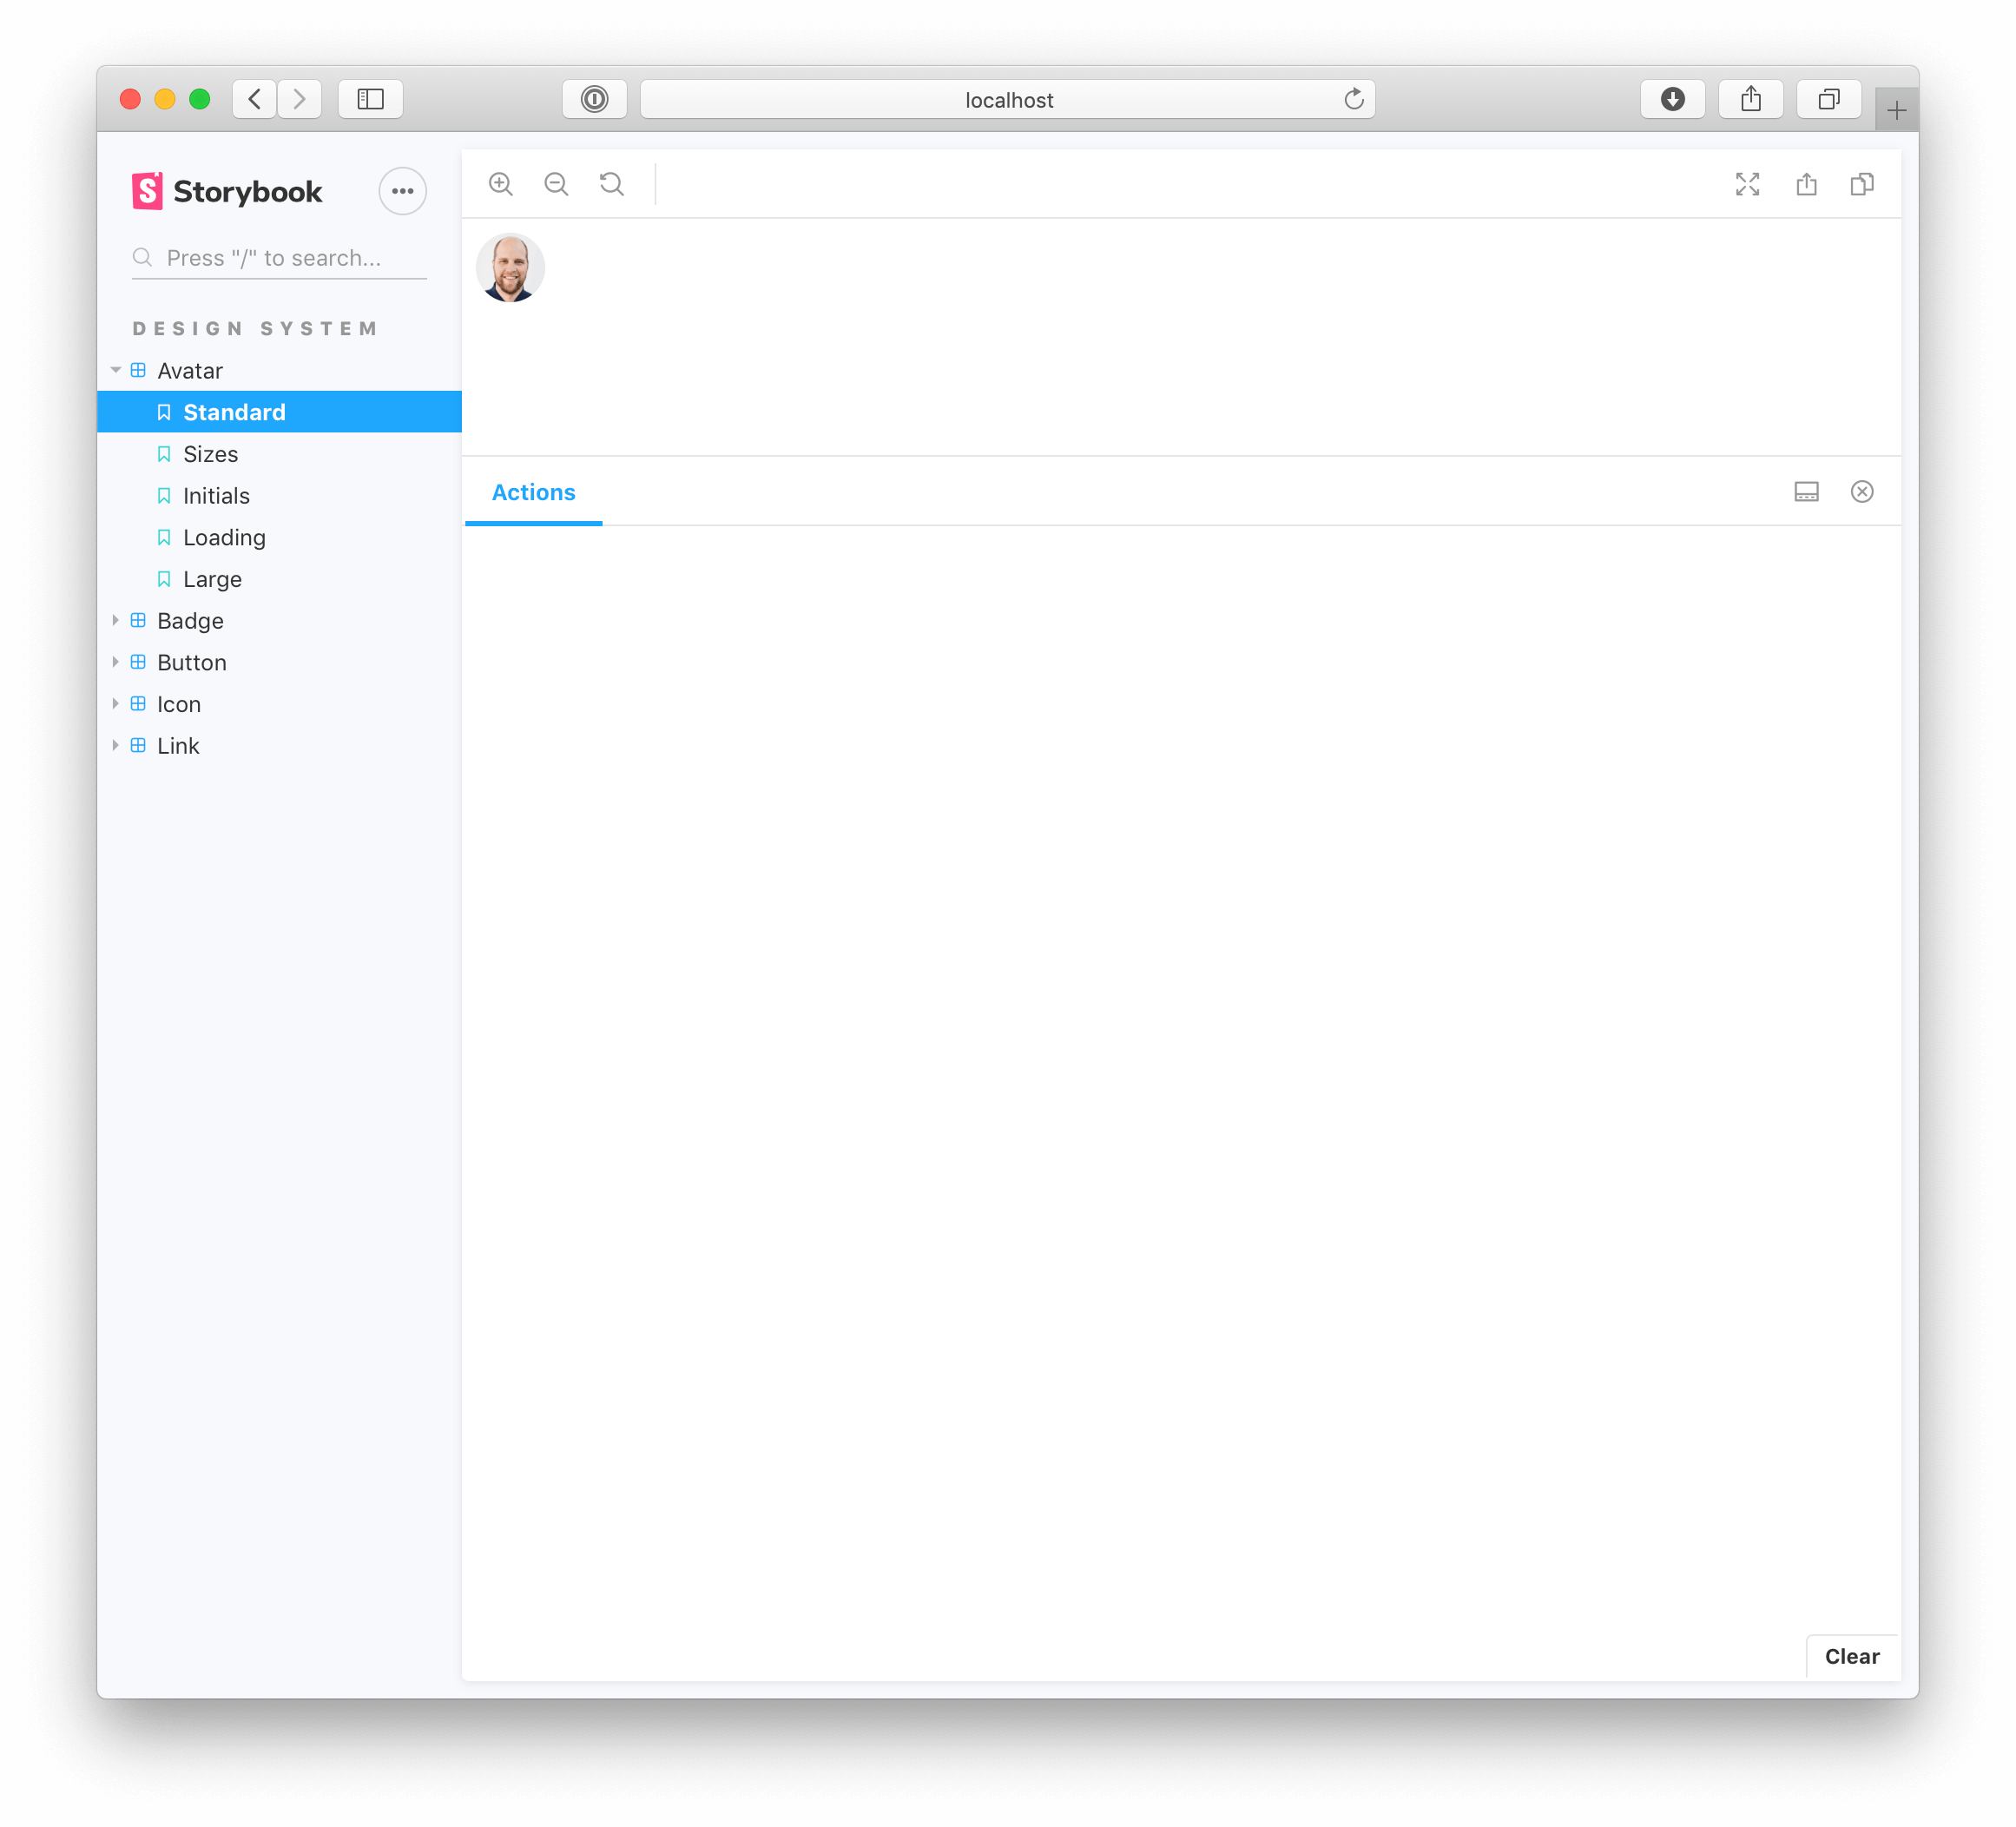 localhost
Storybook
Press "/" to search...
DESIGN SYSTEM
Avatar
Standard
Sizes
Initials
Loading
Large
Badge
Button
Icon
Link
Actions
Clear